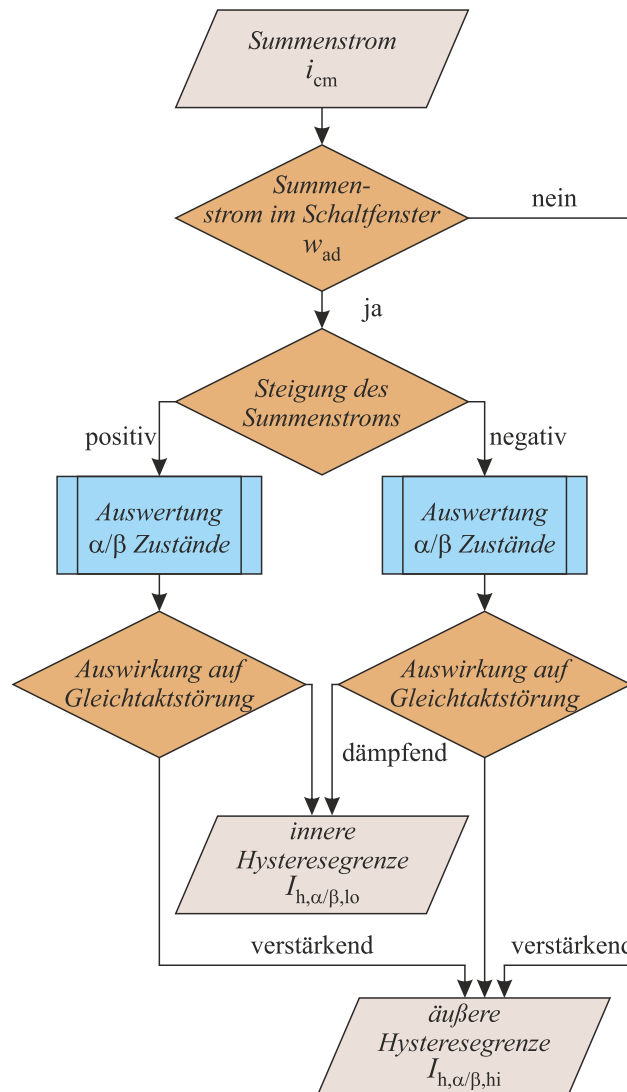 Summenstrom
i_cm
Summen-
strom im Schaltfenster
w_ad
nein
ja
Steigung des
Summenstroms
positiv
negativ
Auswertung
α/β Zustände
Auswertung
α/β Zustände
Auswirkung auf
Gleichtaktstörung
Auswirkung auf
Gleichtaktstörung
dämpfend
innere
Hysteresegrenze
I_h,α/β,lo
verstärkend
verstärkend
äußere
Hysteresegrenze
I_h,α/β,hi